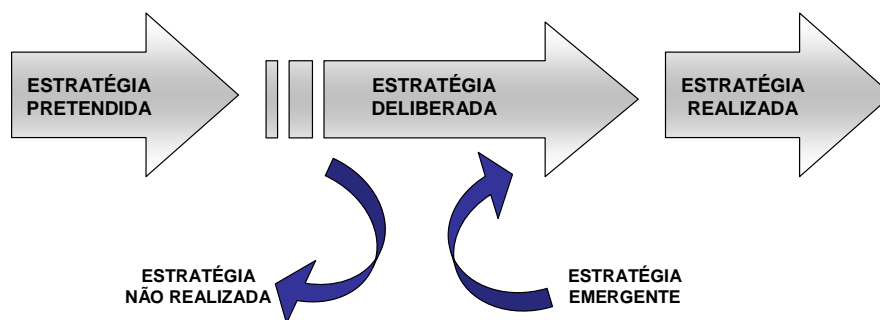 ESTRATÉGIA
PRETENDIDA
ESTRATÉGIA
DELIBERADA
ESTRATÉGIA
REALIZADA
ESTRATÉGIA
NÃO REALIZADA
ESTRATÉGIA
EMERGENTE